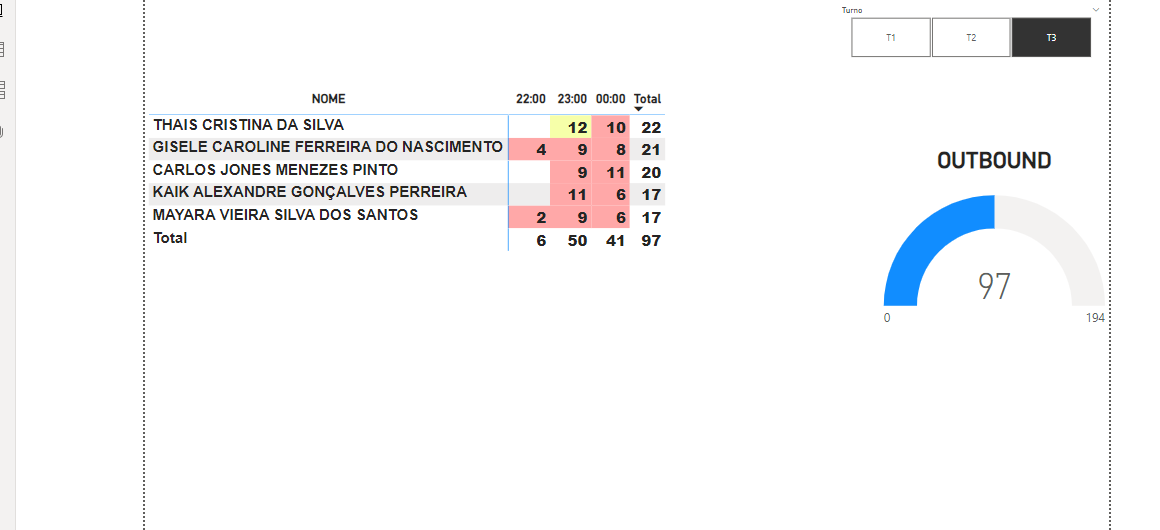 Turno
T1 T2 T3
NOME 22:00 23:00 00:00 Total
THAIS CRISTINA DA SILVA 12 10 22
GISELE CAROLINE FERREIRA DO NASCIMENTO 4 9 8 21
CARLOS JONES MENEZES PINTO 9 11 20
KAIK ALEXANDRE GONÇALVES PERREIRA 11 6 17
MAYARA VIEIRA SILVA DOS SANTOS 2 9 6 17
Total 6 50 41 97
OUTBOUND
97
0 194